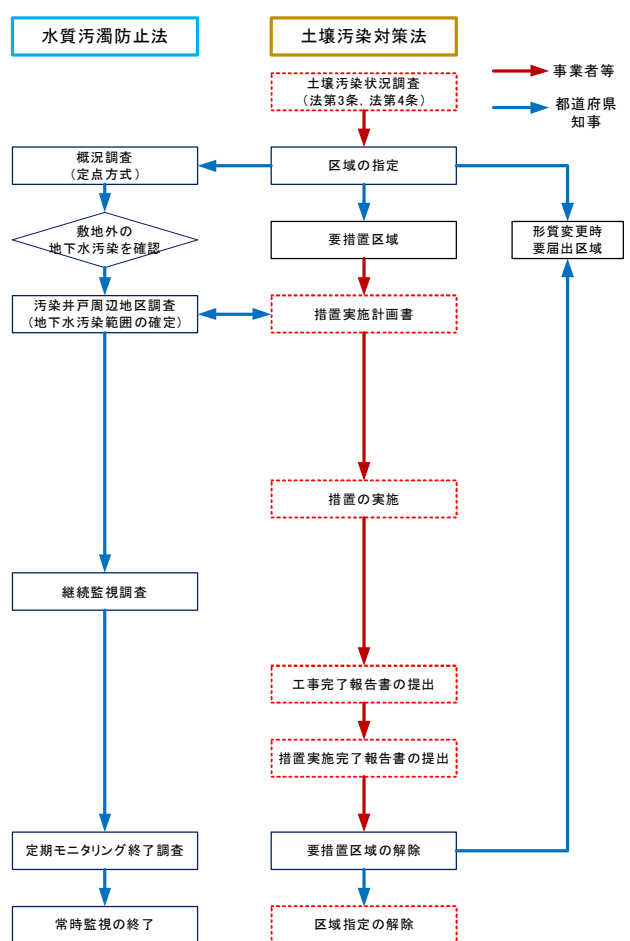 水質汚濁防止法
土壌汚染対策法
事業者等
都道府県
知事
土壌汚染状況調査
（法第3条，法第4条）
概況調査
（定点方式）
区域の指定
敷地外の
地下水汚染を確認
要措置区域
形質変更時
要届出区域
汚染井戸周辺地区調査
（地下水汚染範囲の確定）
措置実施計画書
措置の実施
継続監視調査
工事完了報告書の提出
措置実施完了報告書の提出
定期モニタリング終了調査
要措置区域の解除
常時監視の終了
区域指定の解除